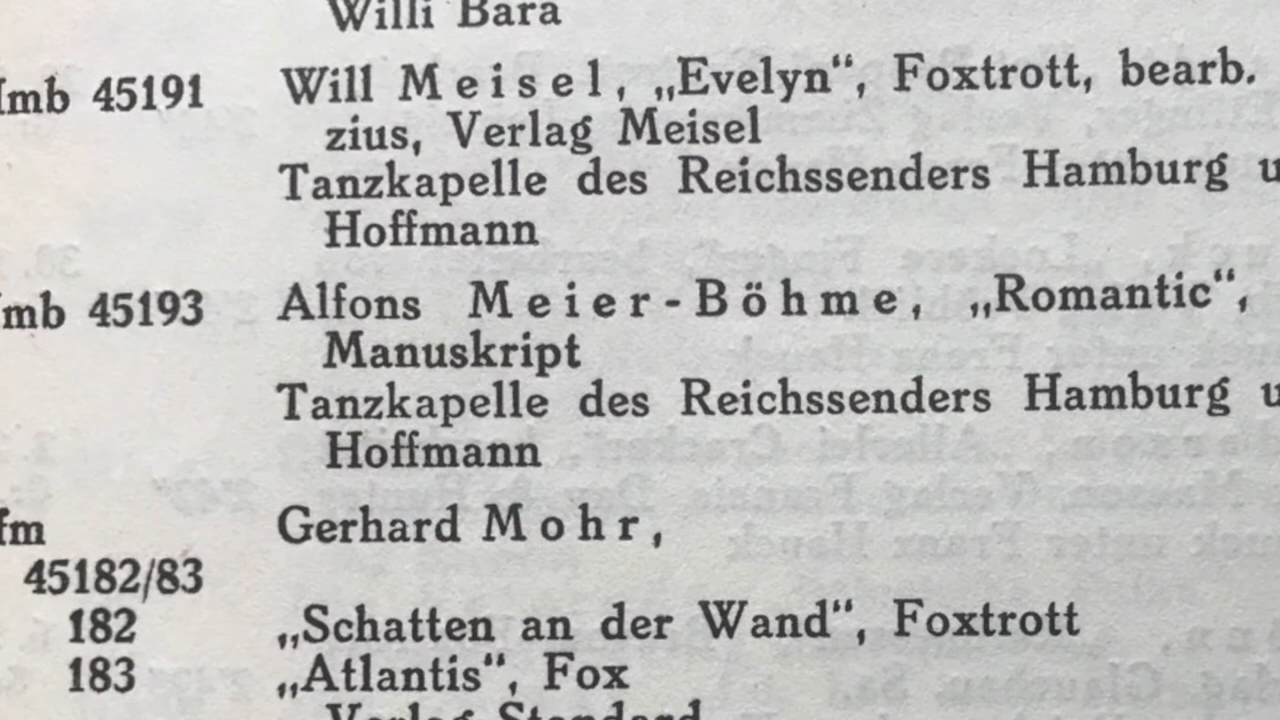 Willi Bara
mb 45191 Will Meisel, „Evelyn“, Foxtrott, bearb.
zius, Verlag Meisel
Tanzkapelle des Reichssenders Hamburg u
Hoffmann
mb 45193 Alfons Meier-Böhme, „Romantic“,
Manuskript
Tanzkapelle des Reichssenders Hamburg u
Hoffmann
fm Gerhard Mohr,
45182/83
182 „Schatten an der Wand“, Foxtrott
183 „Atlantis“, Fox
Verlag Standard